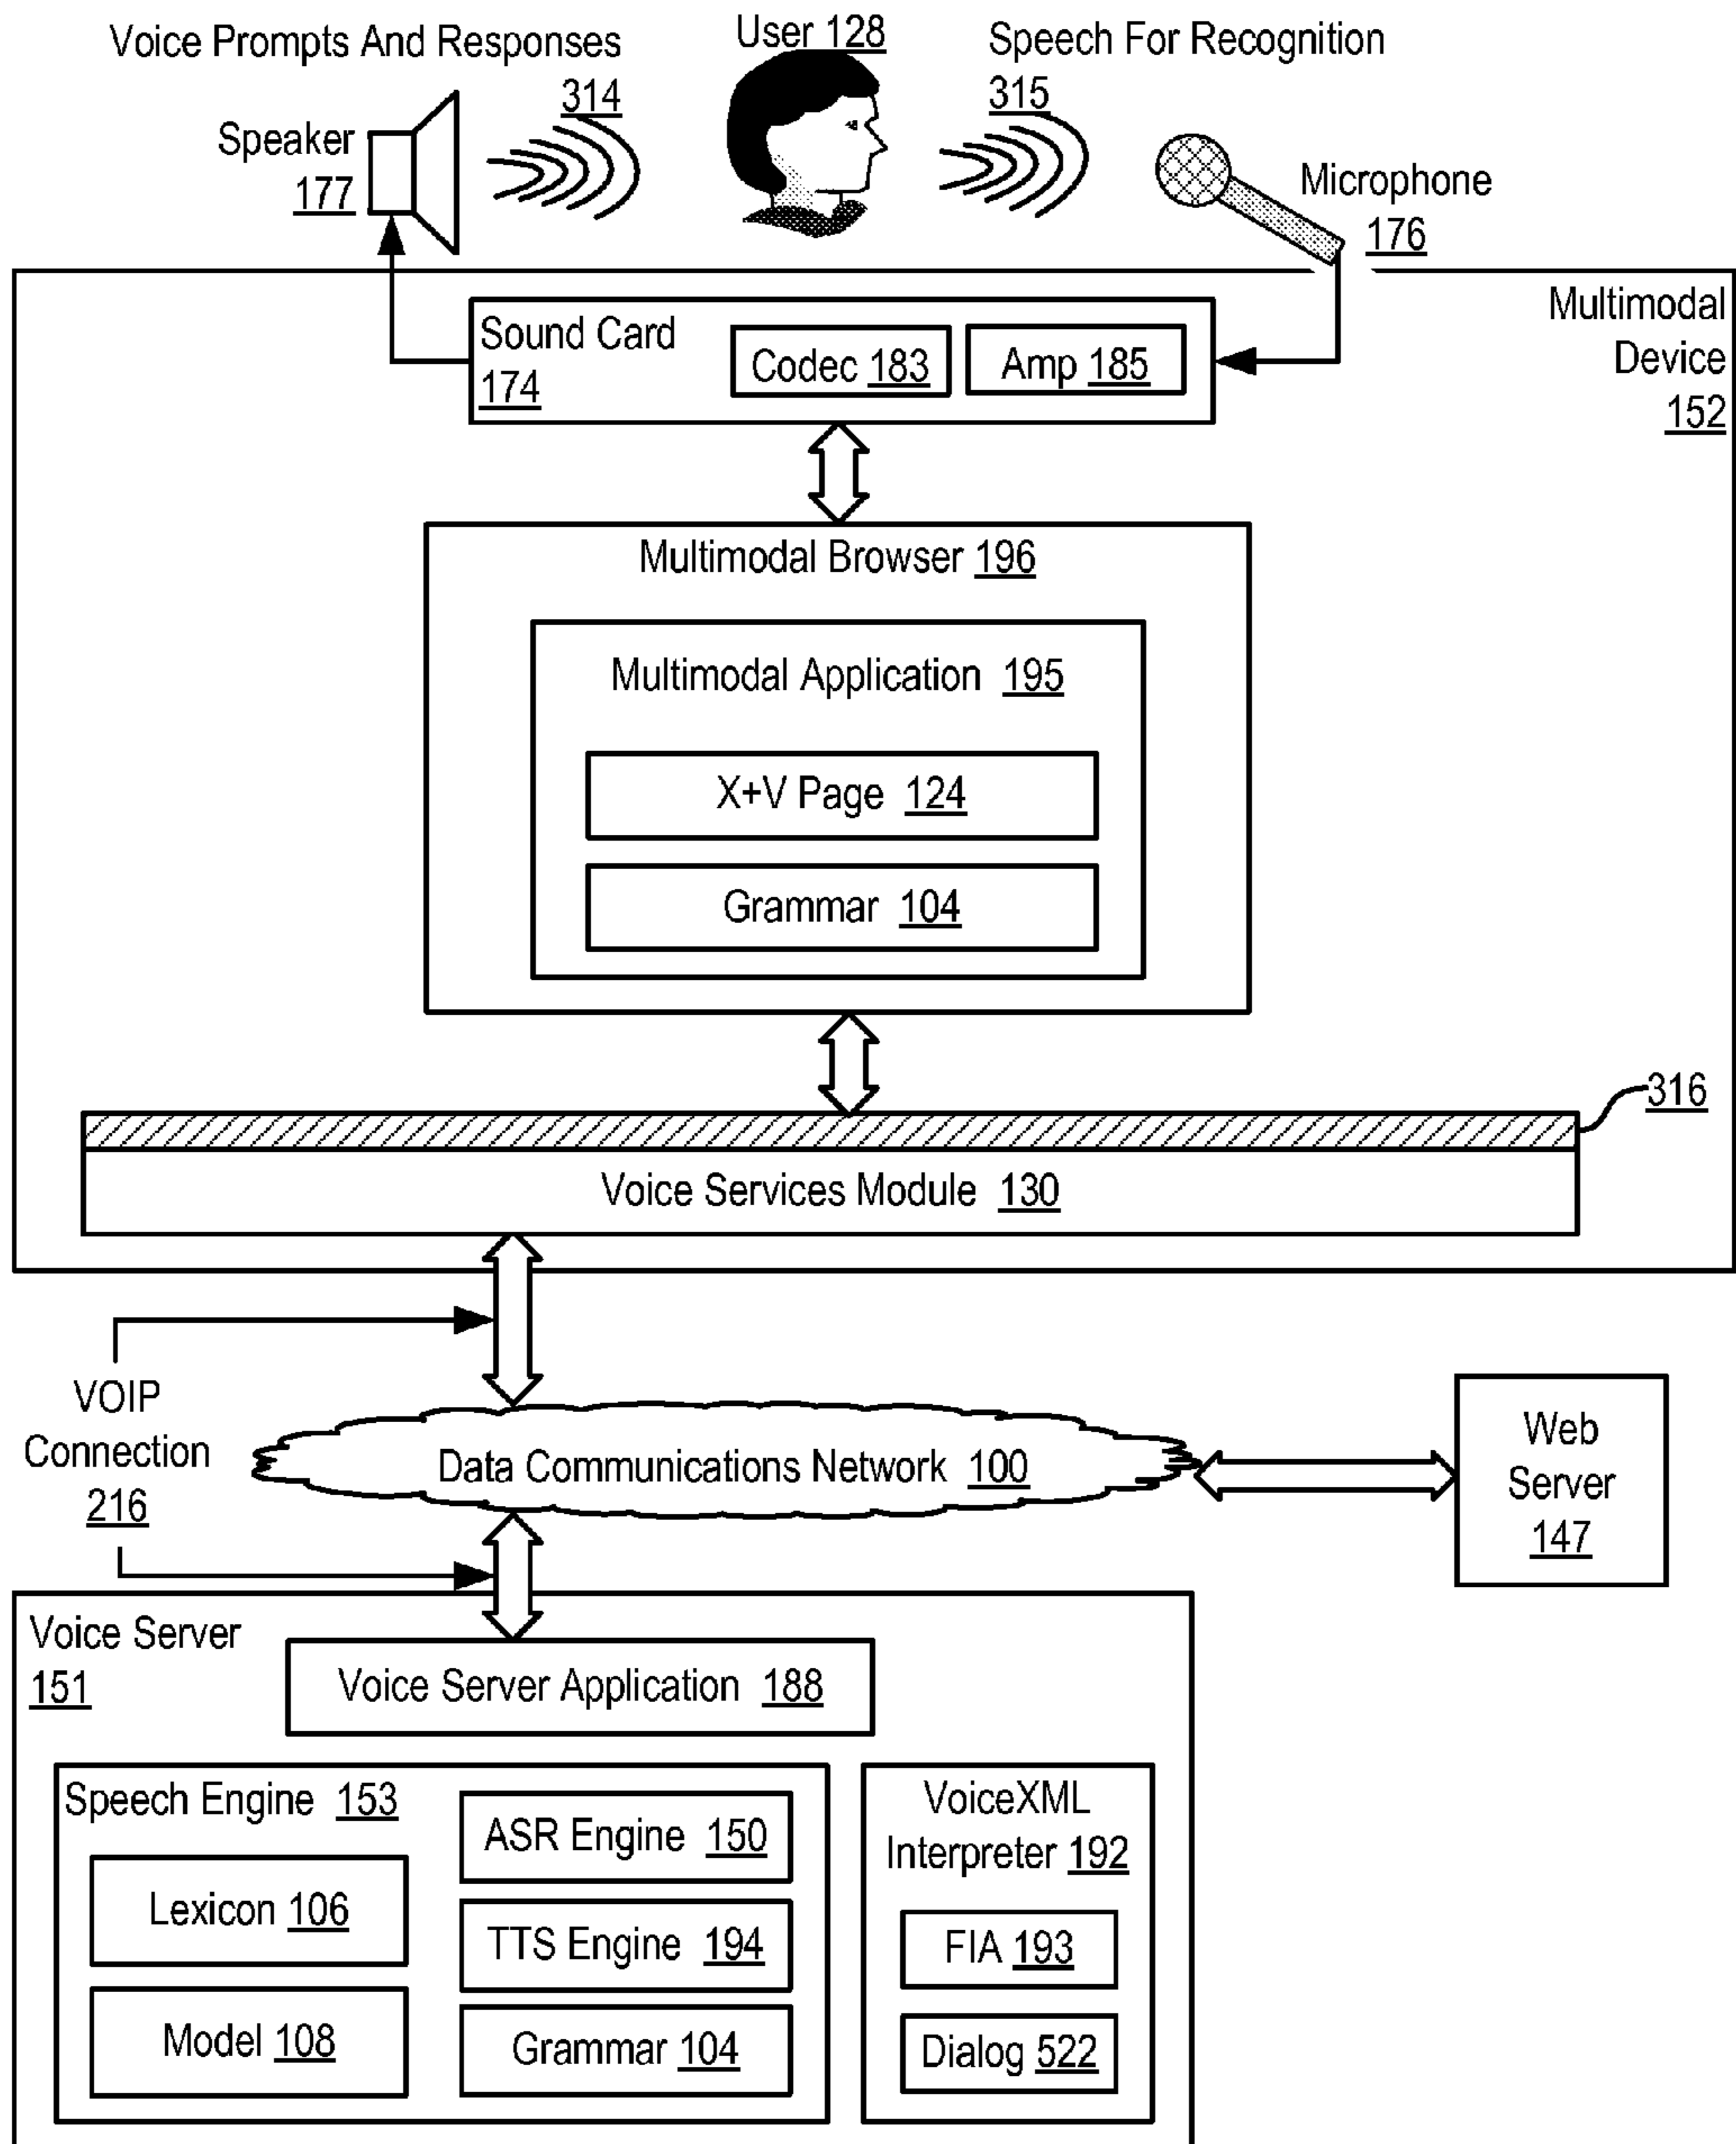 Voice Prompts And Responses
314
User 128
Speech For Recognition
315
Speaker
177
Microphone
176
Multimodal
Device
152
Sound Card
174
Codec 183
Amp 185
Multimodal Browser 196
Multimodal Application 195
X+V Page 124
Grammar 104
316
Voice Services Module 130
VOIP
Connection
216
Data Communications Network 100
Web
Server
147
Voice Server
151
Voice Server Application 188
Speech Engine 153
Lexicon 106
Model 108
ASR Engine 150
TTS Engine 194
Grammar 104
VoiceXML
Interpreter 192
FIA 193
Dialog 522